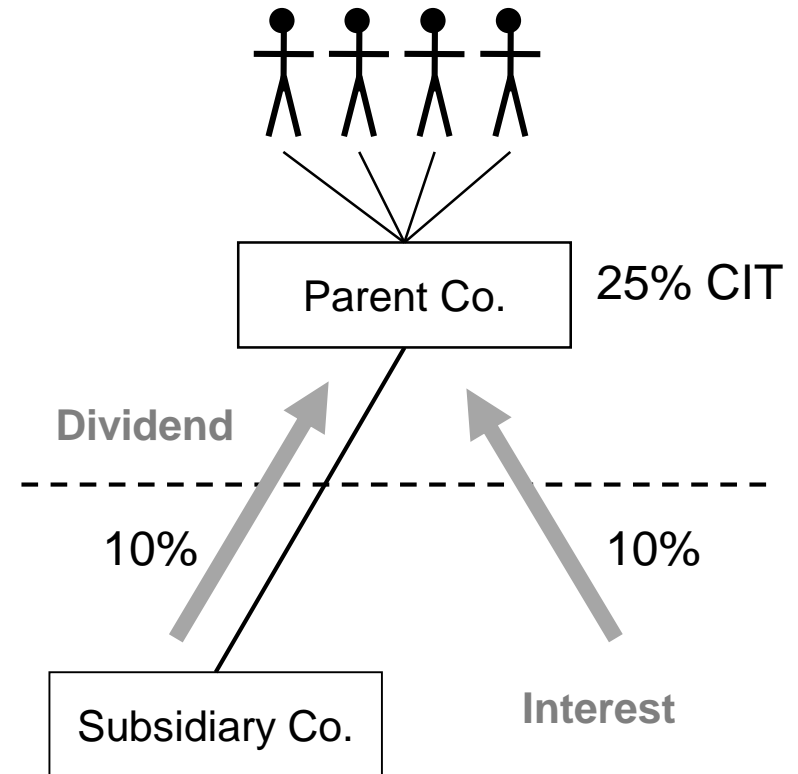 Parent Co.
25% CIT
Dividend
10%
10%
Interest
Subsidiary Co.